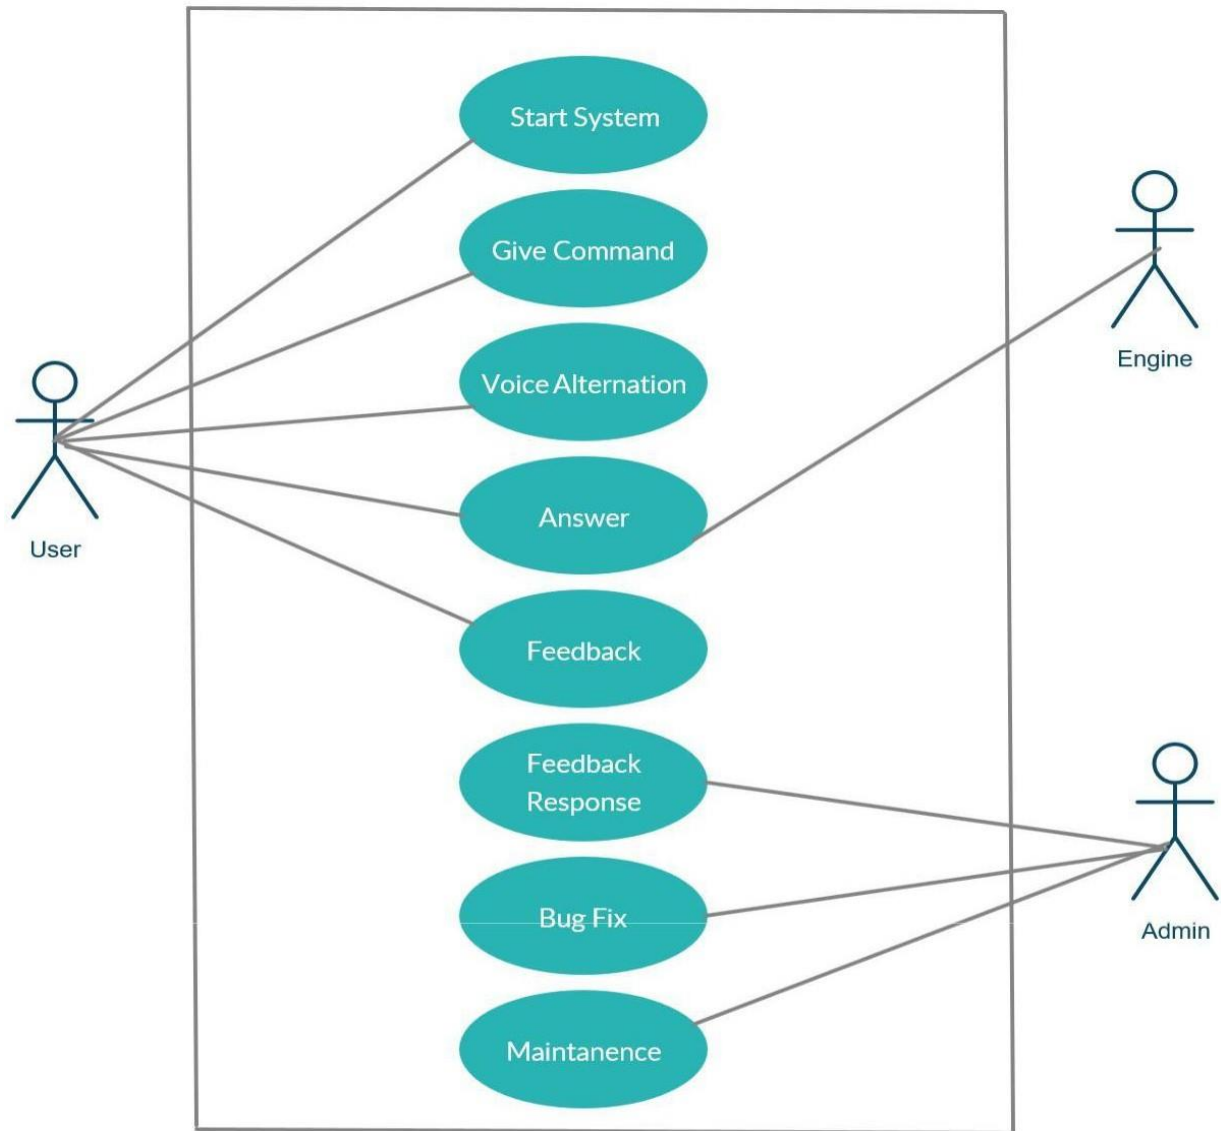 Start System
Give Command
Voice Alternation
Answer
Feedback
Feedback
Response
Bug Fix
Maintanence
User
Engine
Admin